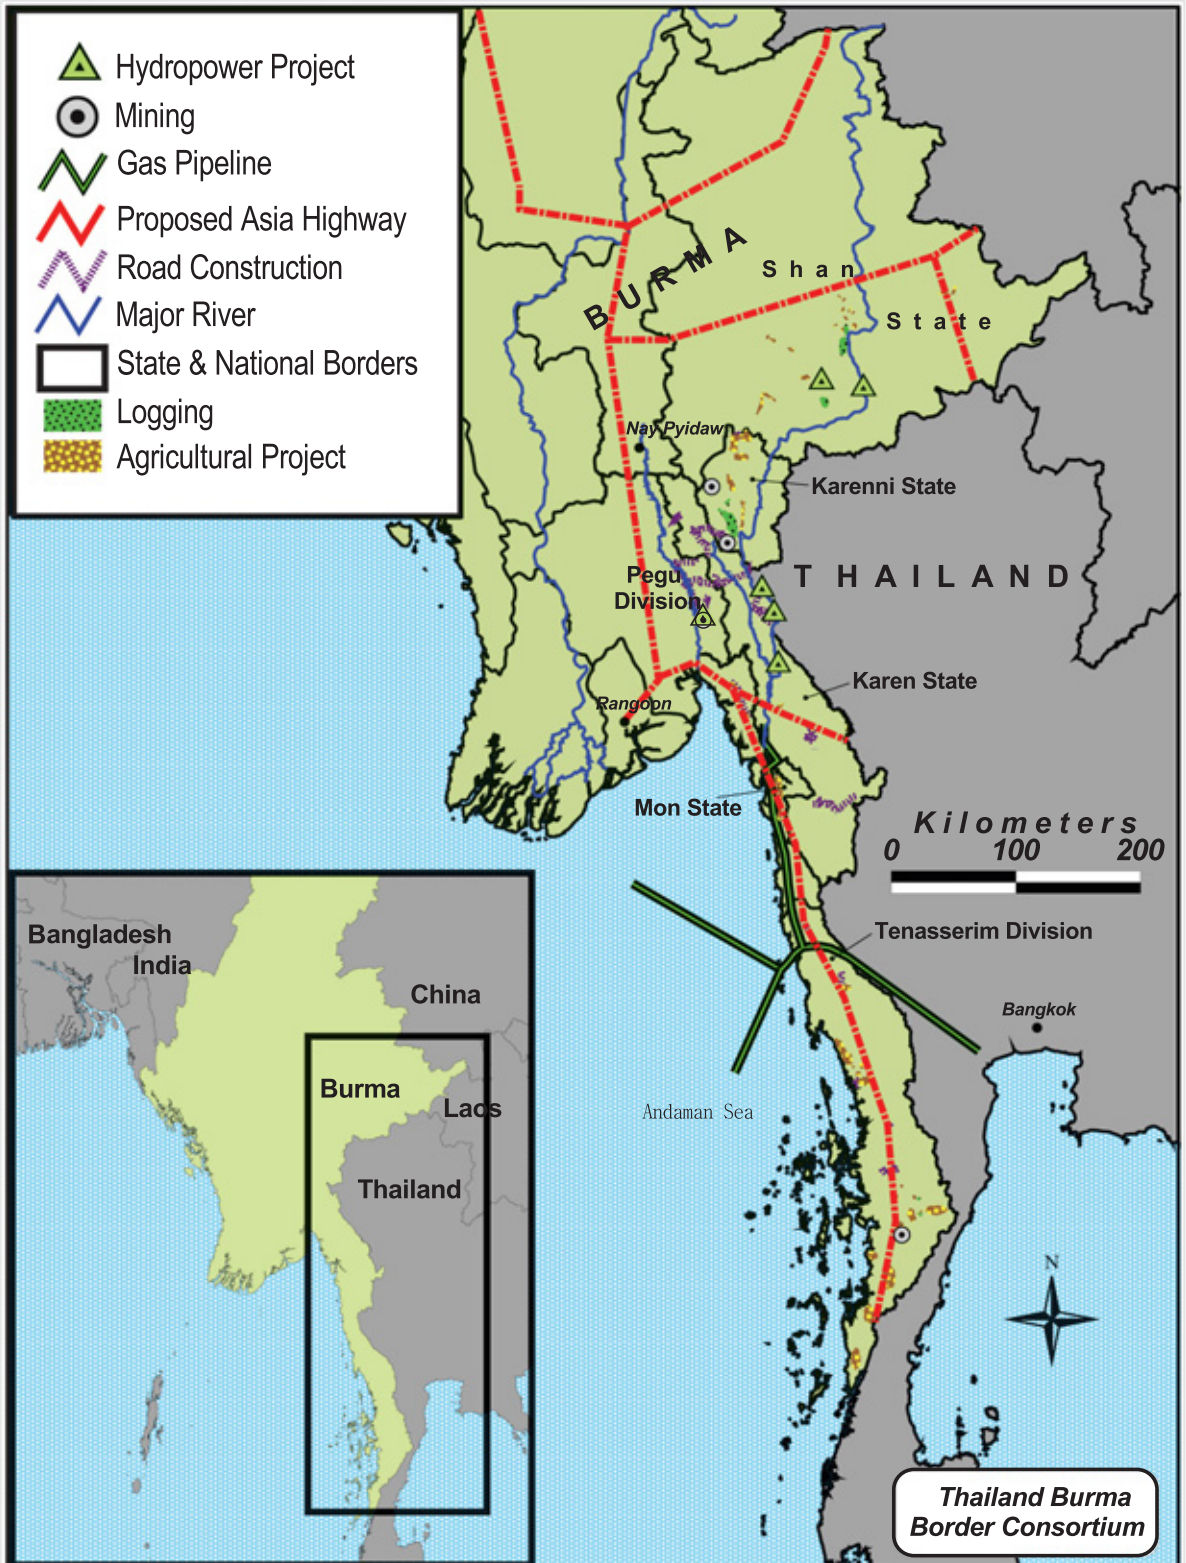 Hydropower Project
Mining
Gas Pipeline
Proposed Asia Highway
Road Construction
Major River
State & National Borders
Logging
Agricultural Project
BURMA
Shan
State
Nay Pyidaw
Karenni State
THAILAND
Pegu
Division
Karen State
Rangoon
Mon State
Kilometers
0 100 200
Tenasserim Division
Bangkok
Andaman Sea
Bangladesh
India
China
Burma
Laos
Thailand
N
Thailand Burma
Border Consortium